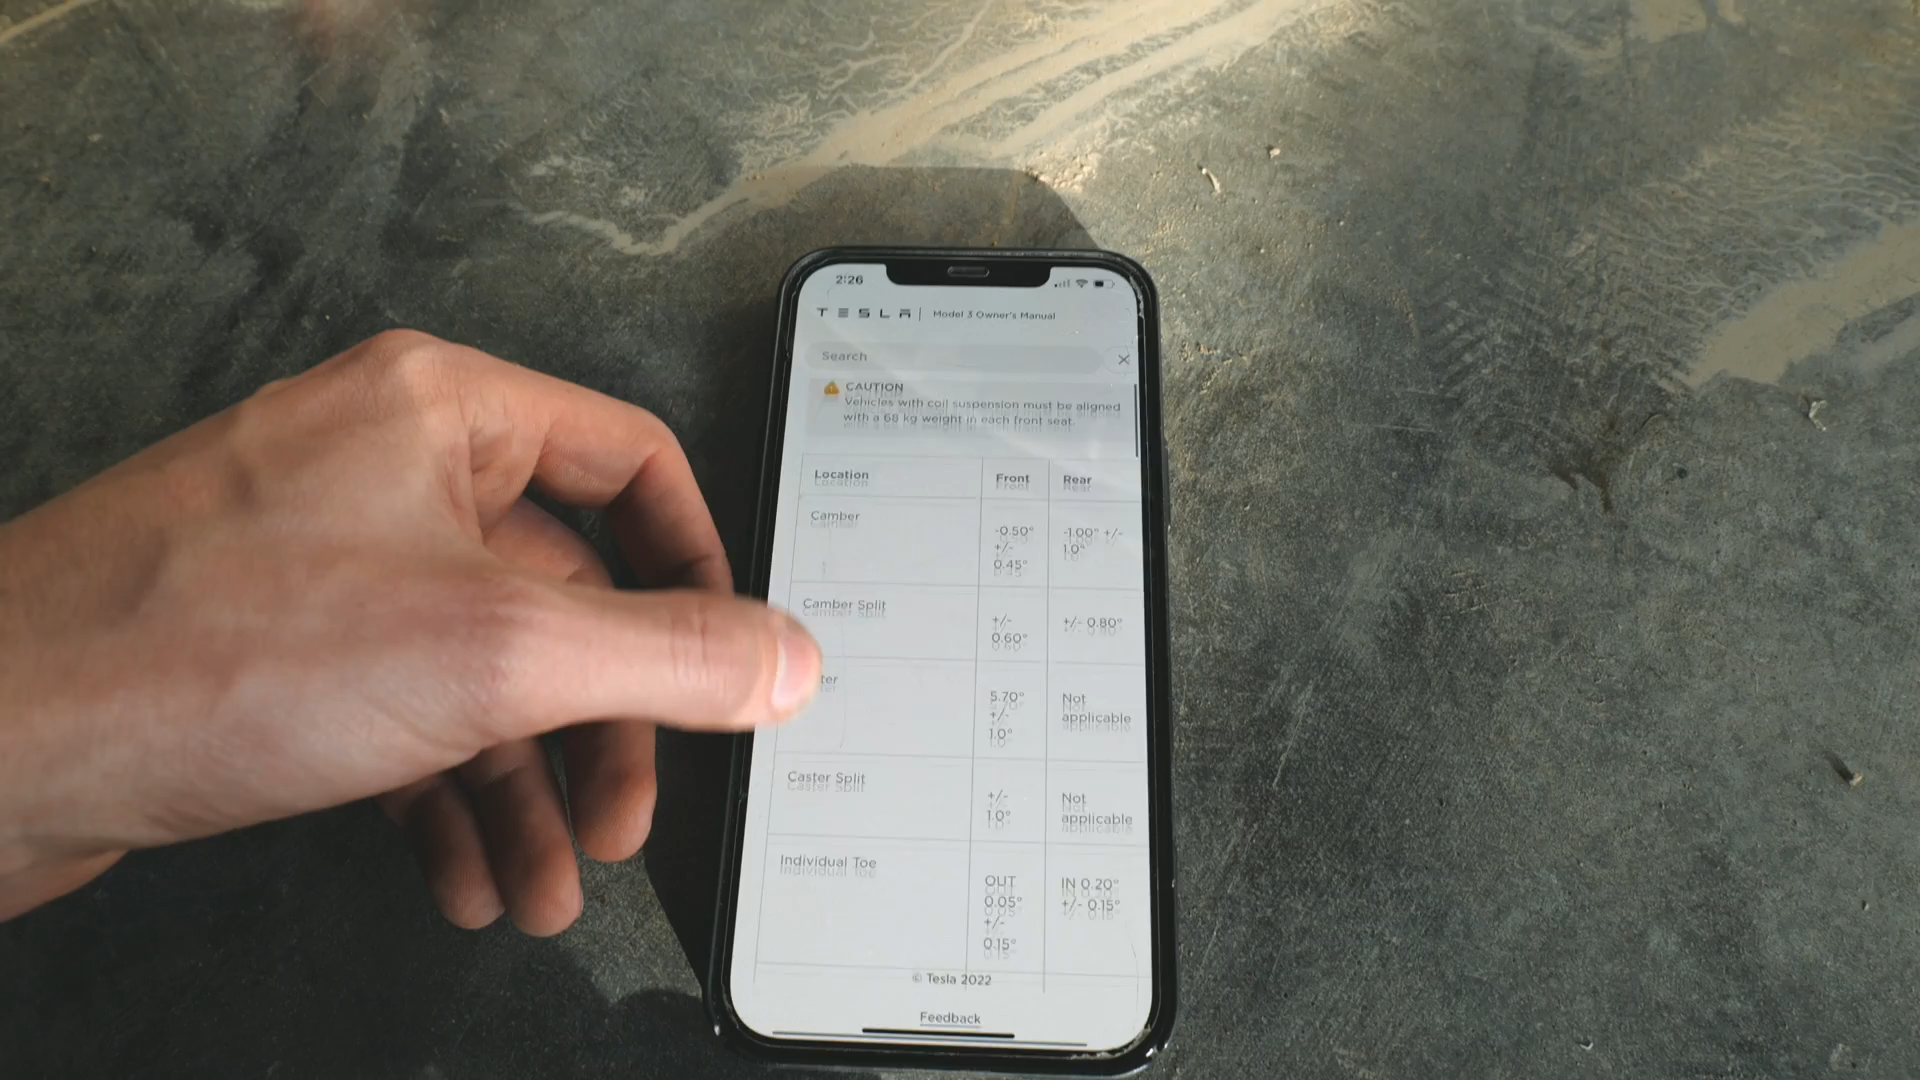 2:26
TESLA | Model 3 Owner's Manual
Search
CAUTION
Vehicles with coil suspension must be aligned
with a 68 kg weight in each front seat.
Location Front Rear
Camber -0.50° +/- 0.45° -1.00° +/- 1.0°
Camber Split +/- 0.60° +/- 0.80°
ter 5.70° +/- 1.0° Not applicable
Caster Split +/- 1.0° Not applicable
Individual Toe OUT 0.05° +/- 0.15° IN 0.20° +/- 0.15°
© Tesla 2022
Feedback